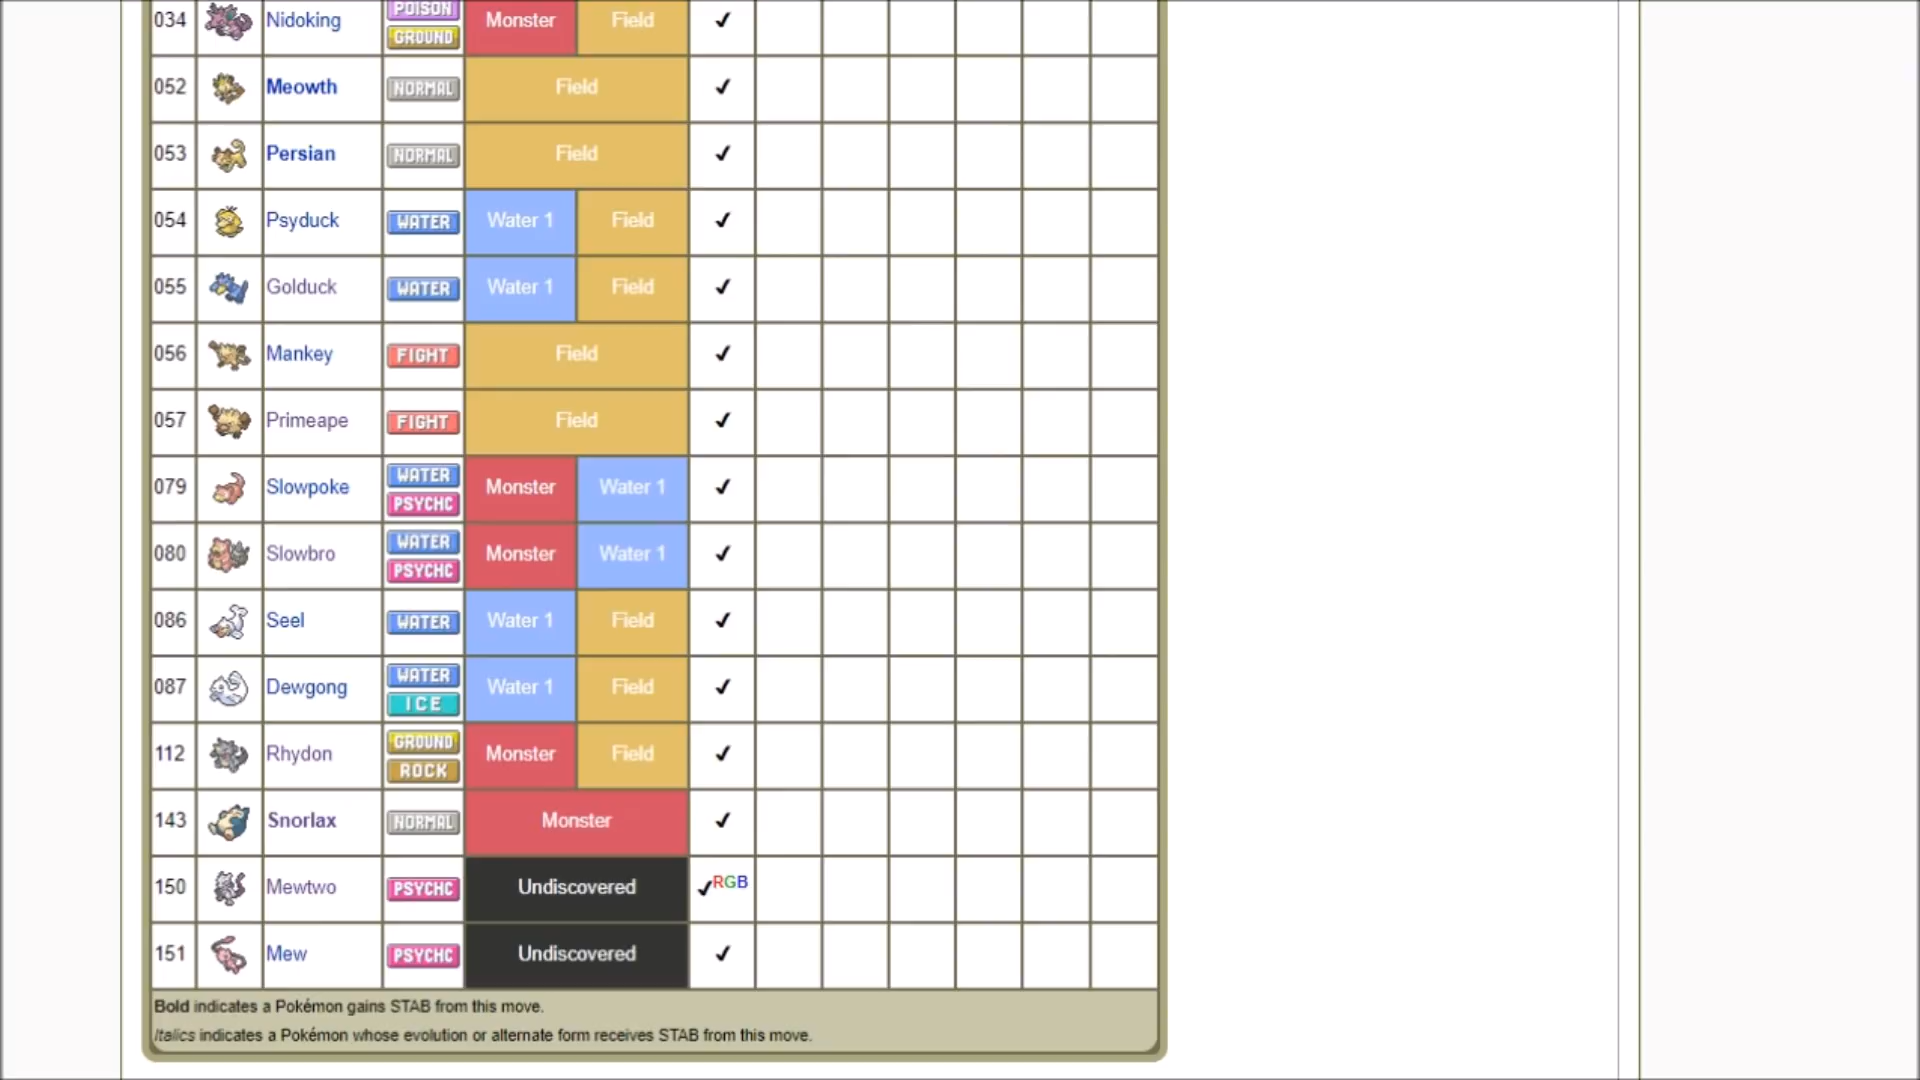 034 Nidoking POISON GROUND Monster Field ✔
052 Meowth NORMAL Field ✔
053 Persian NORMAL Field ✔
054 Psyduck WATER Water 1 Field ✔
055 Golduck WATER Water 1 Field ✔
056 Mankey FIGHT Field ✔
057 Primeape FIGHT Field ✔
079 Slowpoke WATER PSYCHC Monster Water 1 ✔
080 Slowbro WATER PSYCHC Monster Water 1 ✔
086 Seel WATER Water 1 Field ✔
087 Dewgong WATER ICE Water 1 Field ✔
112 Rhydon GROUND ROCK Monster Field ✔
143 Snorlax NORMAL Monster ✔
150 Mewtwo PSYCHC Undiscovered ✔RGB
151 Mew PSYCHC Undiscovered ✔
Bold indicates a Pokémon gains STAB from this move.
Italics indicates a Pokémon whose evolution or alternate form receives STAB from this move.